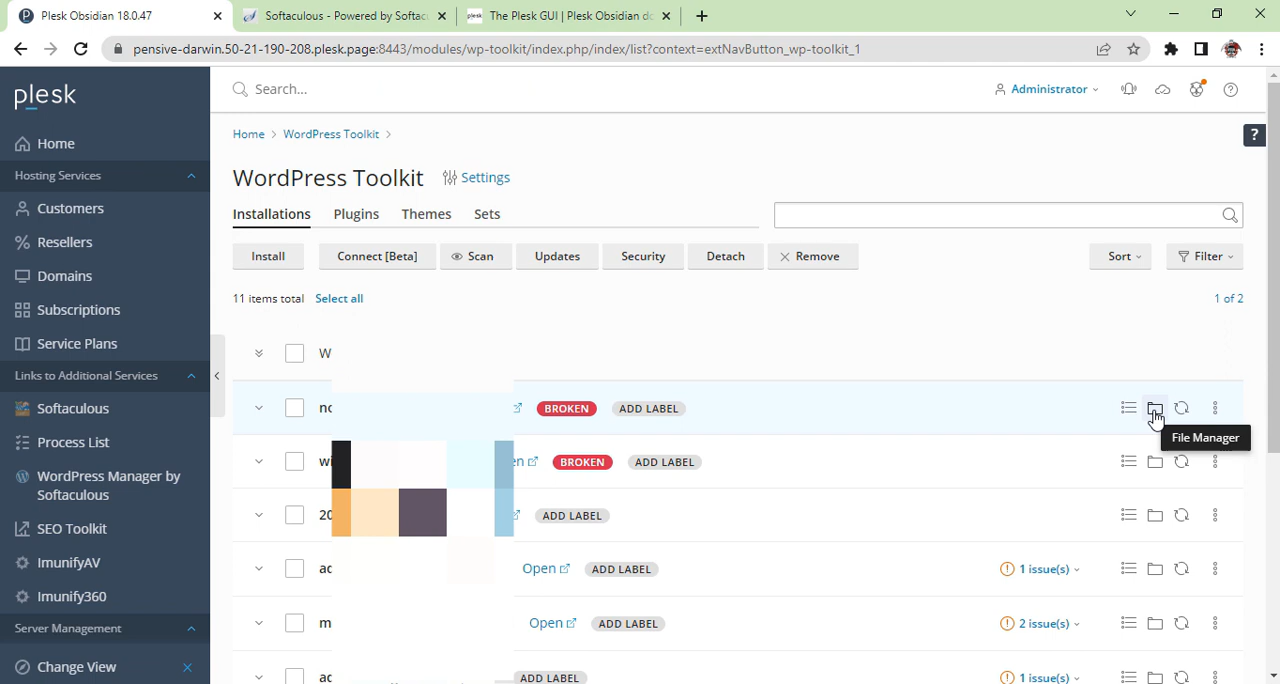 Plesk Obsidian 18.0.47
Softaculous - Powered by Softac
The Plesk GUI | Plesk Obsidian do
pensive-darwin.50-21-190-208.plesk.page:8443/modules/wp-toolkit/index.php/index/list?context=extNavButton_wp-toolkit_1
plesk
Search...
Administrator
Home
Home > WordPress Toolkit >
?
Hosting Services
WordPress Toolkit Settings
Customers
Installations Plugins Themes Sets
Resellers
Install Connect [Beta] Scan Updates Security Detach Remove Sort Filter
Domains
11 items total Select all 1 of 2
Subscriptions
Service Plans
W
Links to Additional Services
Softaculous
BROKEN ADD LABEL
File Manager
Process List
wi en BROKEN ADD LABEL
WordPress Manager by
Softaculous
20 ADD LABEL
SEO Toolkit
ImunifyAV
Open ADD LABEL 1 issue(s)
Imunify360
m Open ADD LABEL 2 issue(s)
Server Management
Change View
ADD LABEL 1 issue(s)